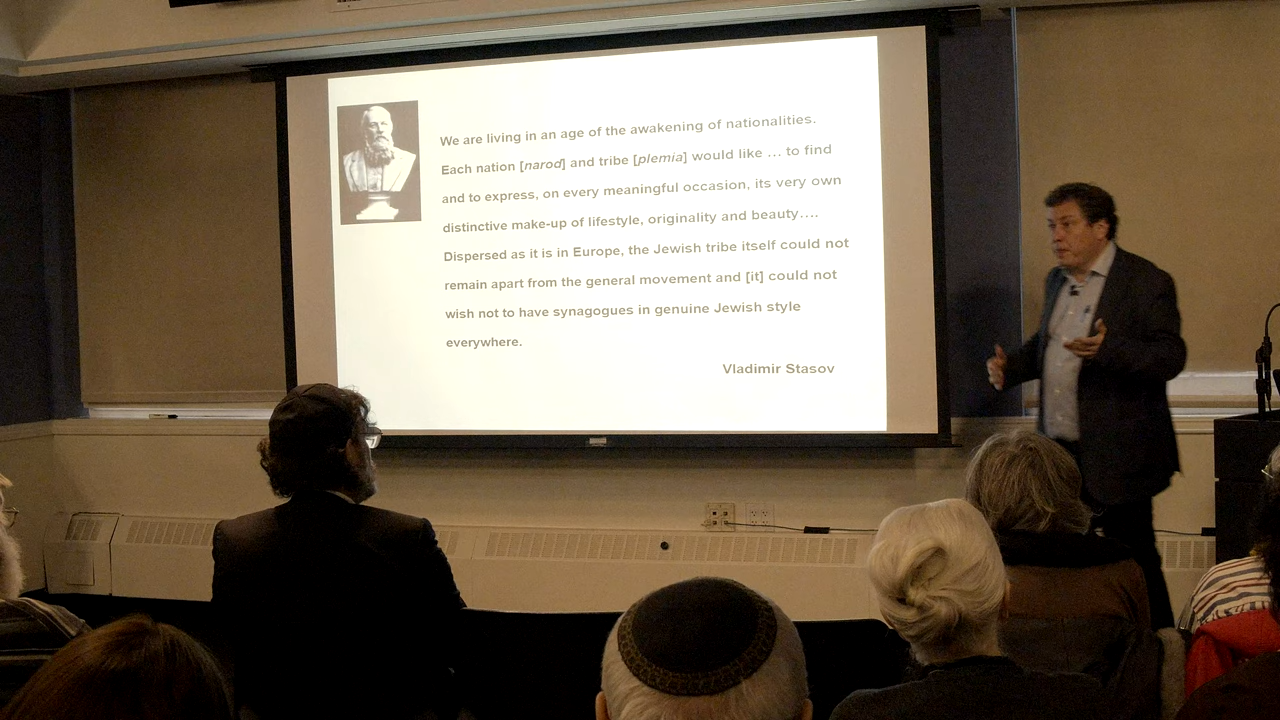 We are living in an age of the awakening of nationalities.
Each nation [narod] and tribe [plemia] would like … to find
and to express, on every meaningful occasion, its very own
distinctive make-up of lifestyle, originality and beauty….
Dispersed as it is in Europe, the Jewish tribe itself could not
remain apart from the general movement and [it] could not
wish not to have synagogues in genuine Jewish style
everywhere.
Vladimir Stasov